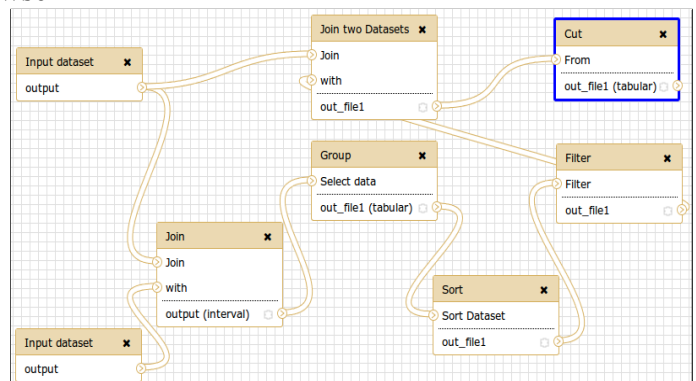 Input dataset ×
output
Join two Datasets ×
Join
with
out_file1
Cut ×
From
out_file1 (tabular)
Group ×
Select data
out_file1 (tabular)
Filter ×
Filter
out_file1
Join ×
Join
with
output (interval)
Sort ×
Sort Dataset
out_file1
Input dataset ×
output